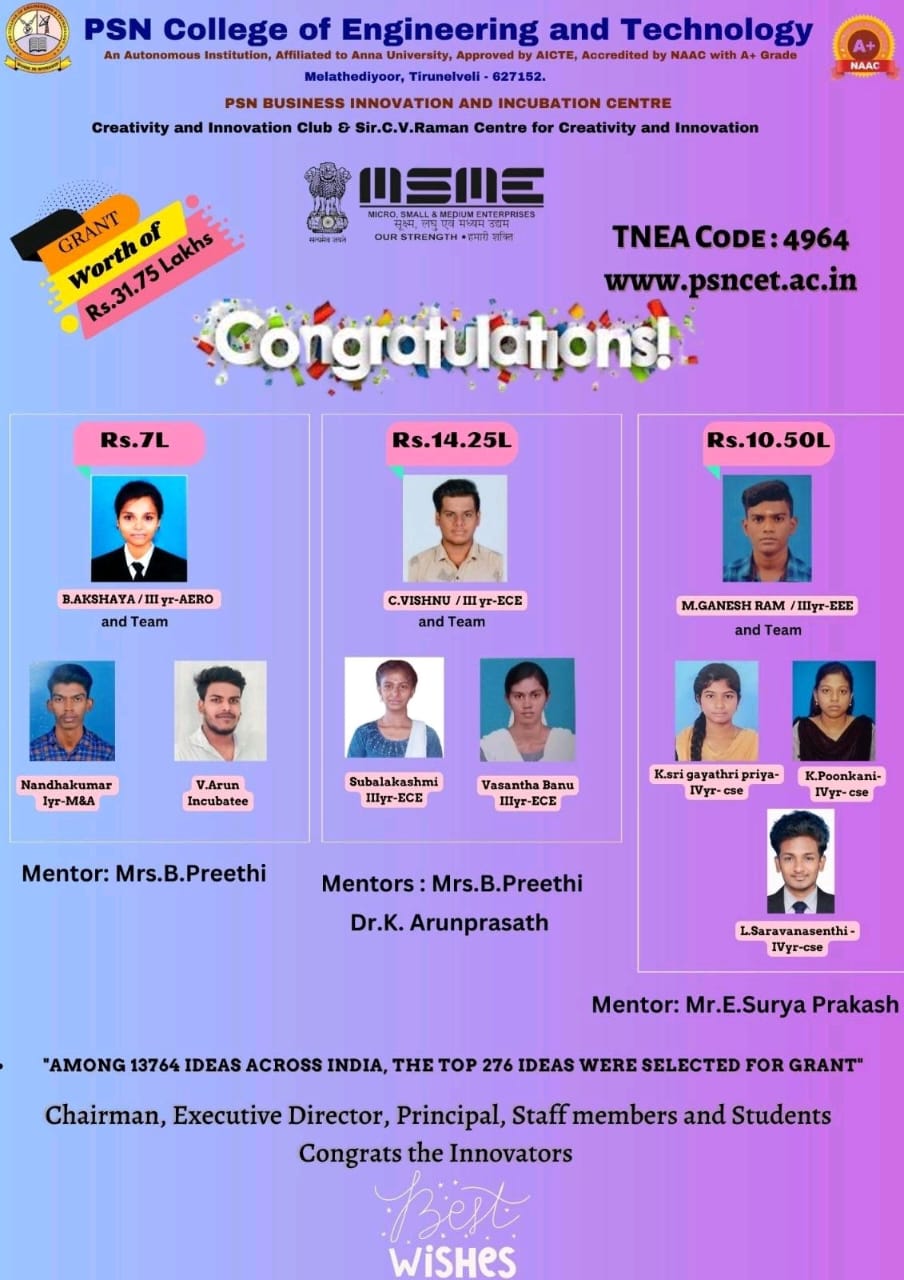 PSN College of Engineering and Technology
An Autonomous Institution, Affiliated to Anna University, Approved by AICTE, Accredited by NAAC with A+ Grade
Melathediyoor, Tirunelveli - 627152.
A+
NAAC
PSN BUSINESS INNOVATION AND INCUBATION CENTRE
Creativity and Innovation Club & Sir.C.V.Raman Centre for Creativity and Innovation
GRANT
Worth of
Rs.31.75 Lakhs
सत्यमेव जयते
MSME
MICRO, SMALL & MEDIUM ENTERPRISES
सूक्ष्म, लघु एवं मध्यम उद्यम
OUR STRENGTH • हमारी शक्ति
TNEA Code : 4964
www.psncet.ac.in
Congratulations!
Rs.7L
B.AKSHAYA / III yr-AERO
and Team
Nandhakumar
Iyr-M&A
V.Arun
Incubatee
Mentor: Mrs.B.Preethi
Rs.14.25L
C.VISHNU / III yr-ECE
and Team
Subalakashmi
IIIyr-ECE
Vasantha Banu
IIIyr-ECE
Mentors : Mrs.B.Preethi
Dr.K. Arunprasath
Rs.10.50L
M.GANESH RAM / IIIyr-EEE
and Team
K.sri gayathri priya-
IVyr- cse
K.Poonkani-
IVyr- cse
L.Saravanasenthi -
IVyr-cse
Mentor: Mr.E.Surya Prakash
"AMONG 13764 IDEAS ACROSS INDIA, THE TOP 276 IDEAS WERE SELECTED FOR GRANT"
Chairman, Executive Director, Principal, Staff members and Students
Congrats the Innovators
Best
WiSHES